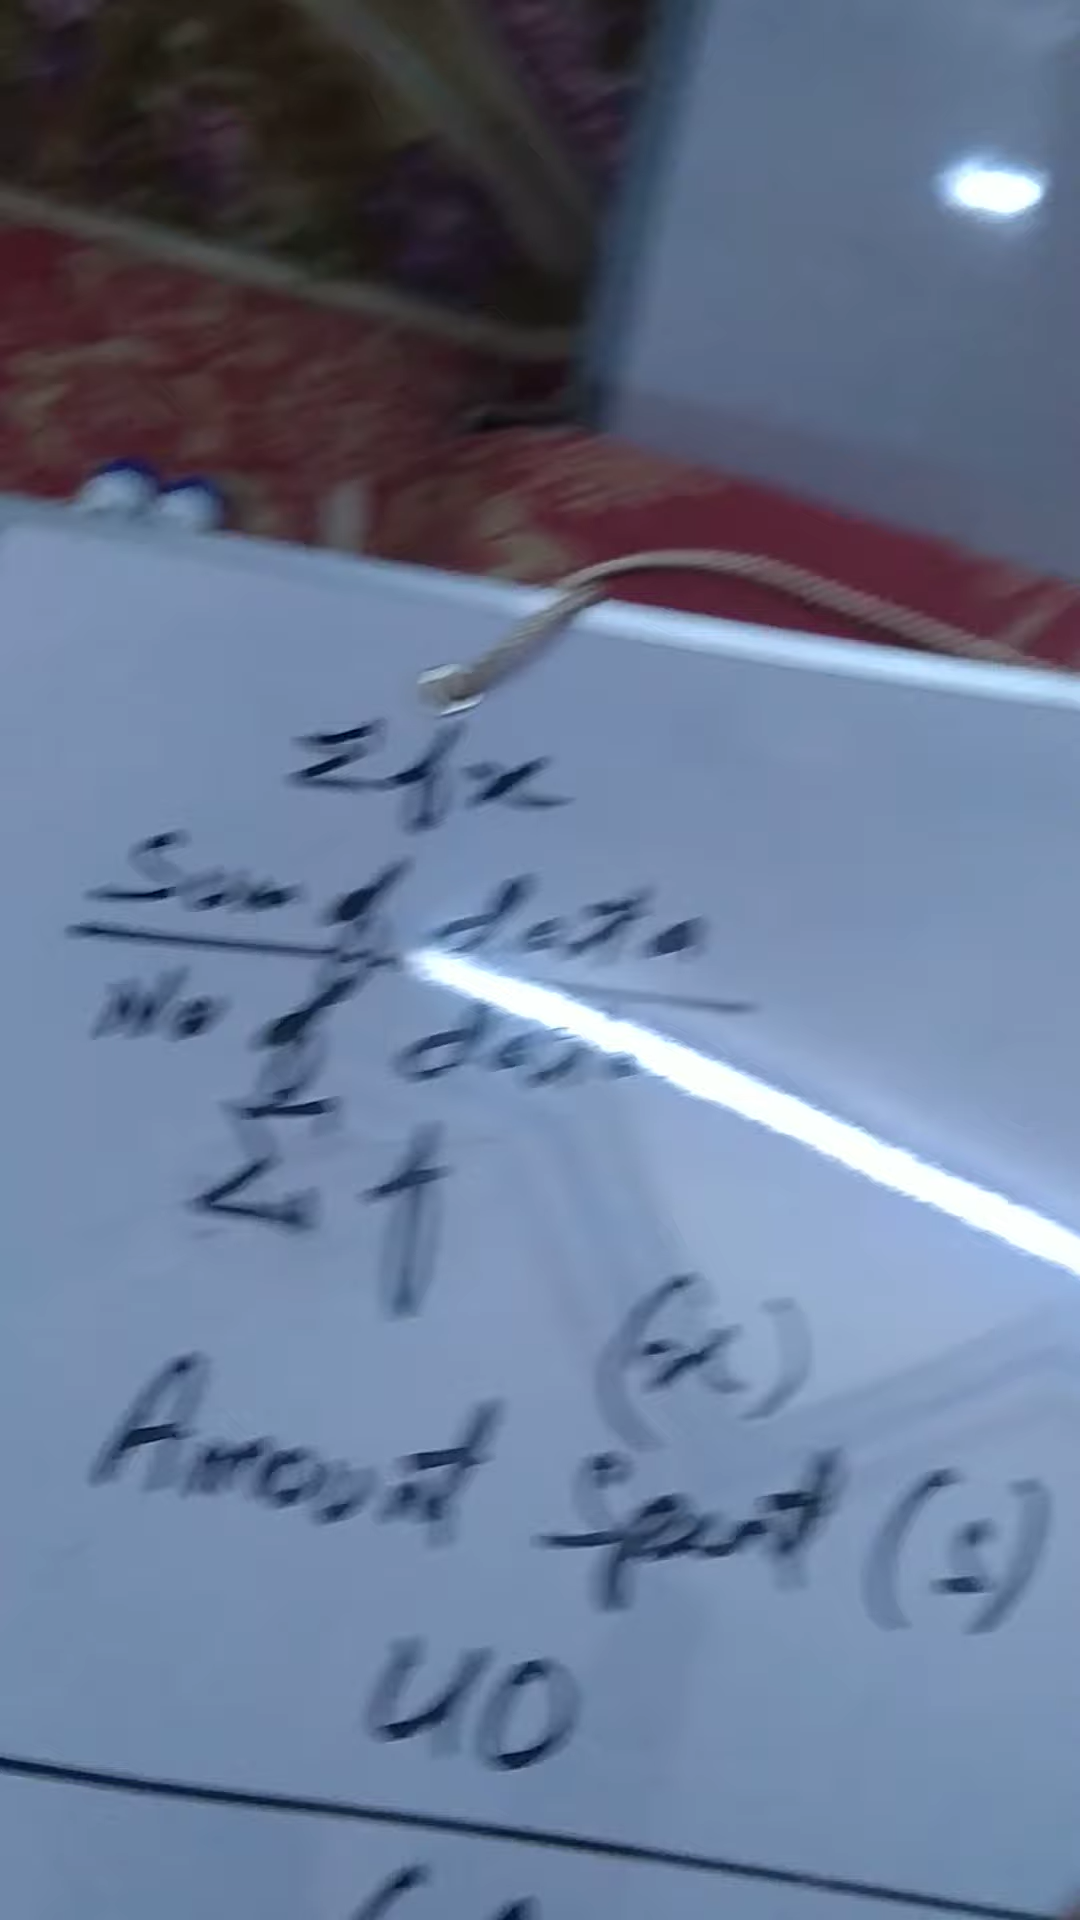 Σfx
Sum of data
No of data
Σf
(x)
Amount Spent
40